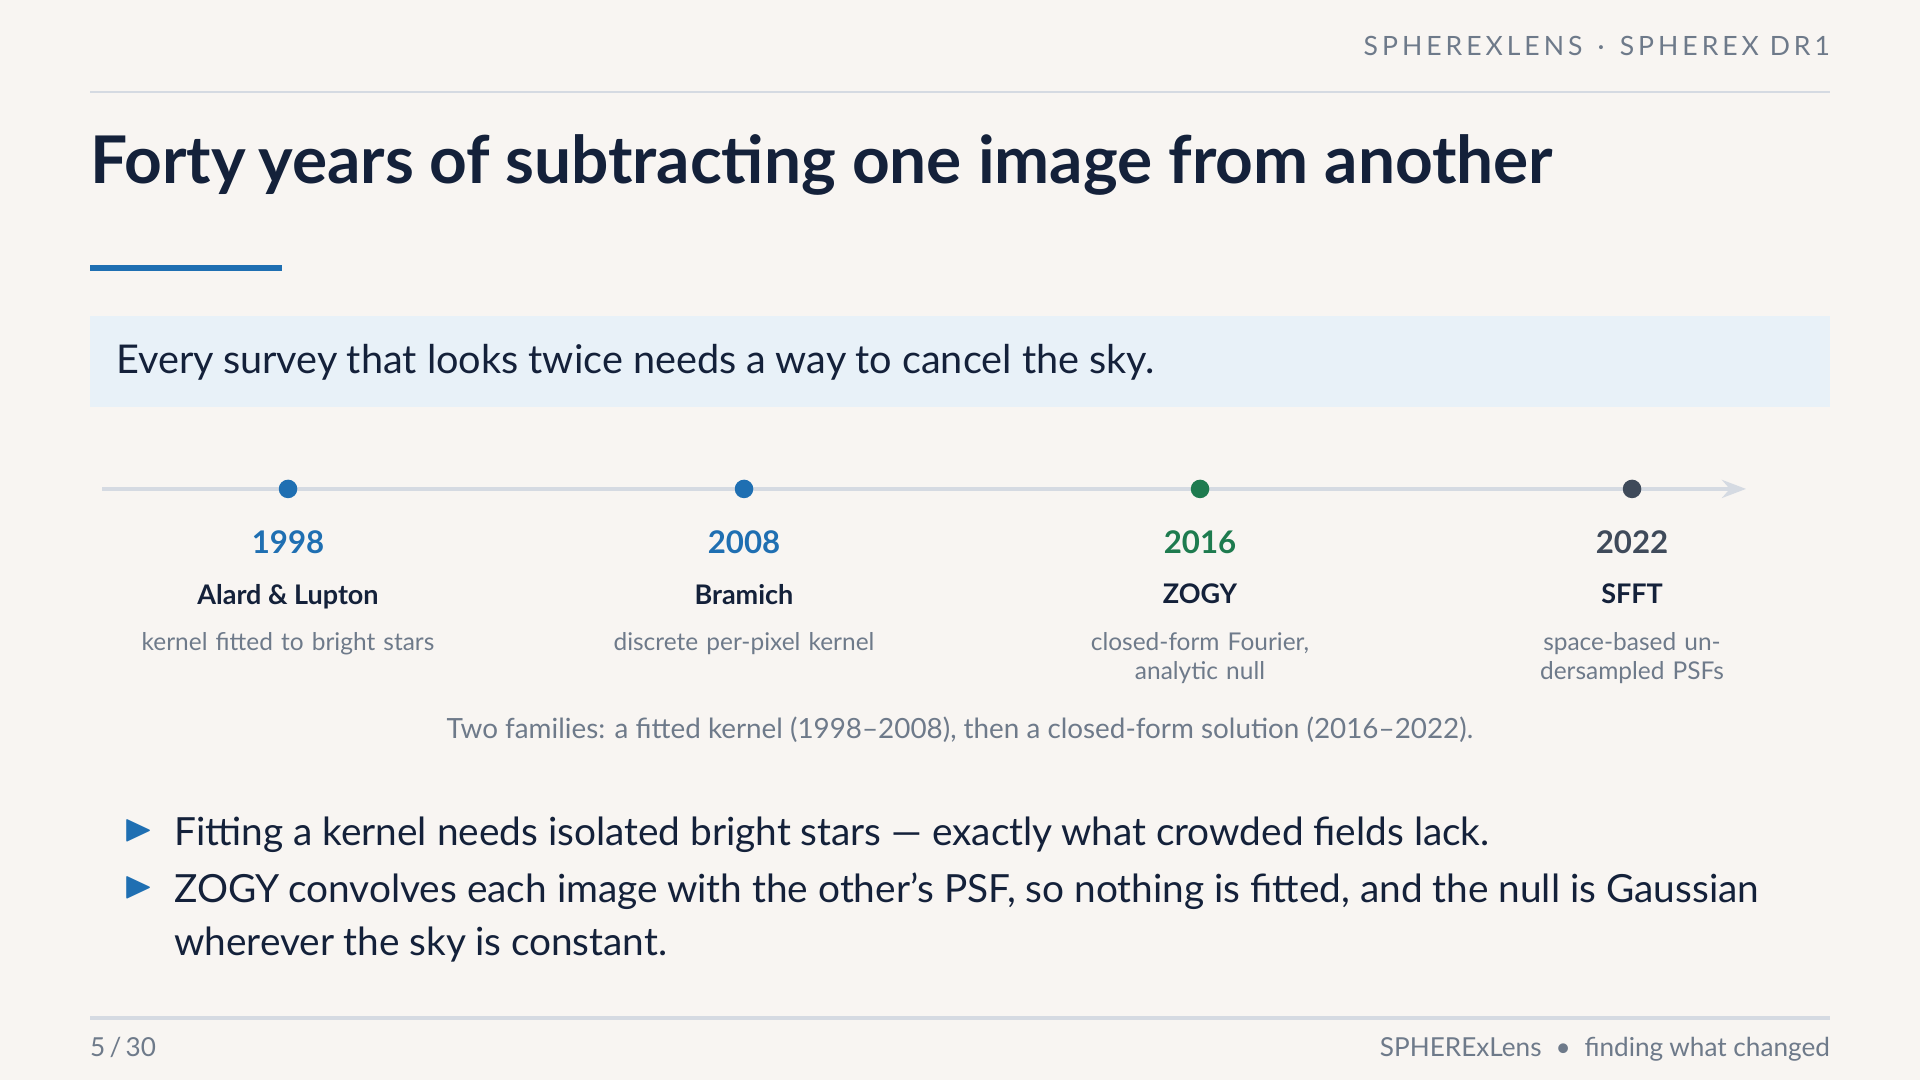 SPHEREXLENS · SPHEREX DR1
Forty years of subtracting one image from another
Every survey that looks twice needs a way to cancel the sky.
1998
2008
2016
2022
Alard & Lupton
Bramich
ZOGY
SFFT
kernel fitted to bright stars
discrete per-pixel kernel
closed-form Fourier,
analytic null
space-based un-
dersampled PSFs
Two families: a fitted kernel (1998–2008), then a closed-form solution (2016–2022).
▶ Fitting a kernel needs isolated bright stars — exactly what crowded fields lack.
▶ ZOGY convolves each image with the other’s PSF, so nothing is fitted, and the null is Gaussian
wherever the sky is constant.
5 / 30
SPHERExLens • finding what changed